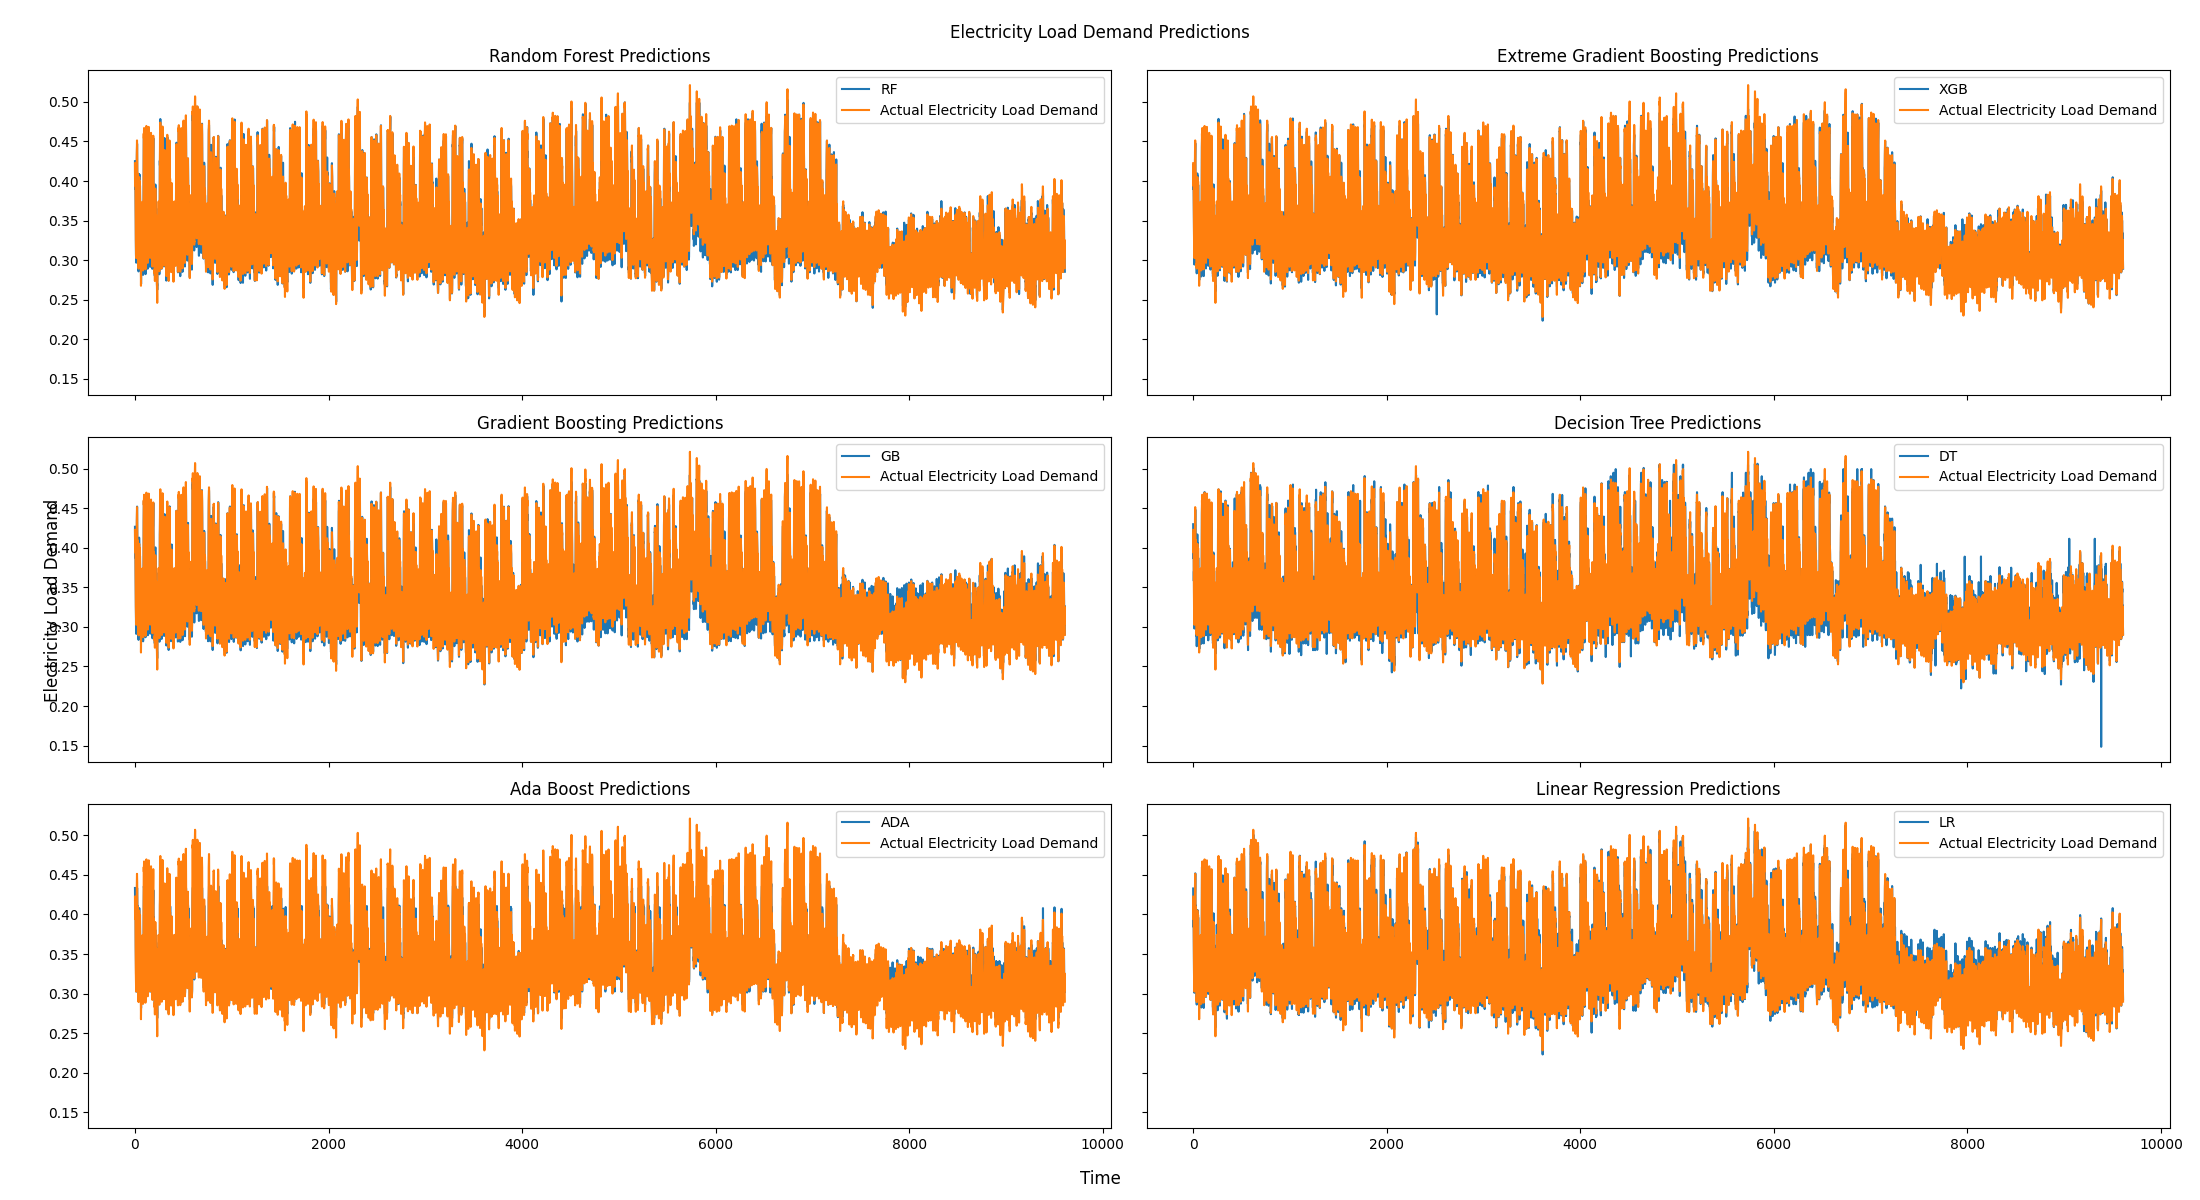 Electricity Load Demand Predictions
Random Forest Predictions
RF
Actual Electricity Load Demand
0.50
0.45
0.40
0.35
0.30
0.25
0.20
0.15
Extreme Gradient Boosting Predictions
XGB
Actual Electricity Load Demand
Electricity Load Demand
Gradient Boosting Predictions
GB
Actual Electricity Load Demand
0.50
0.45
0.40
0.35
0.30
0.25
0.20
0.15
Decision Tree Predictions
DT
Actual Electricity Load Demand
Ada Boost Predictions
ADA
Actual Electricity Load Demand
0.50
0.45
0.40
0.35
0.30
0.25
0.20
0.15
0 2000 4000 6000 8000 10000
Linear Regression Predictions
LR
Actual Electricity Load Demand
0 2000 4000 6000 8000 10000
Time